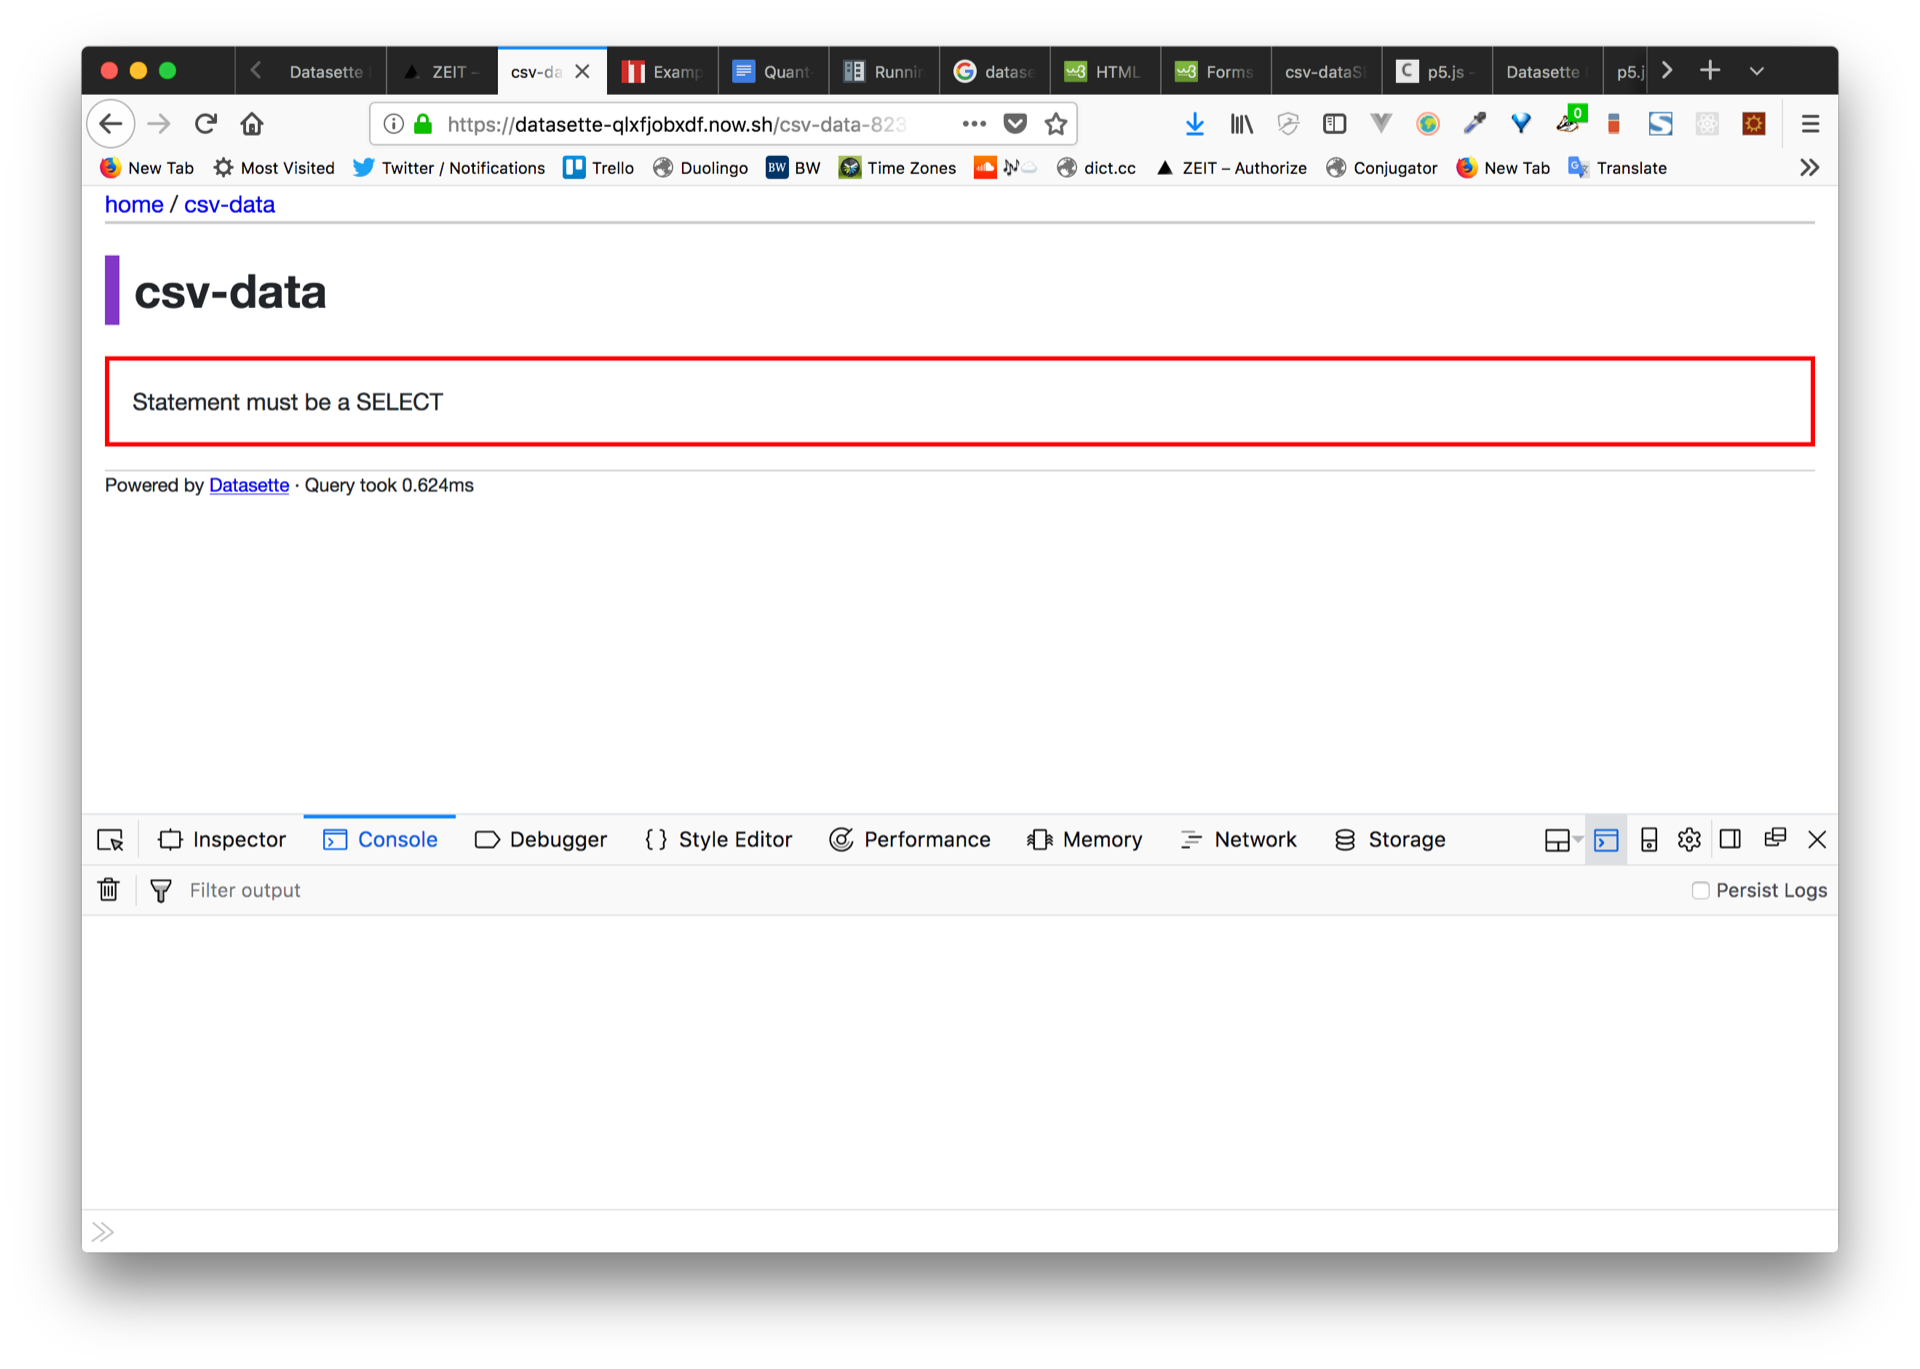 Datasette
ZEIT –
csv-da
Examp
Quant
Runnin
datase
HTML
Forms
csv-dataS
C p5.js -
Datasette
p5.j
https://datasette-qlxfjobxdf.now.sh/csv-data-823
0
S
New Tab
Most Visited
Twitter / Notifications
Trello
Duolingo
BW BW
Time Zones
dict.cc
ZEIT – Authorize
Conjugator
New Tab
Translate
home / csv-data
csv-data
Statement must be a SELECT
Powered by Datasette · Query took 0.624ms
Inspector
Console
Debugger
{ } Style Editor
Performance
Memory
Network
Storage
Filter output
Persist Logs